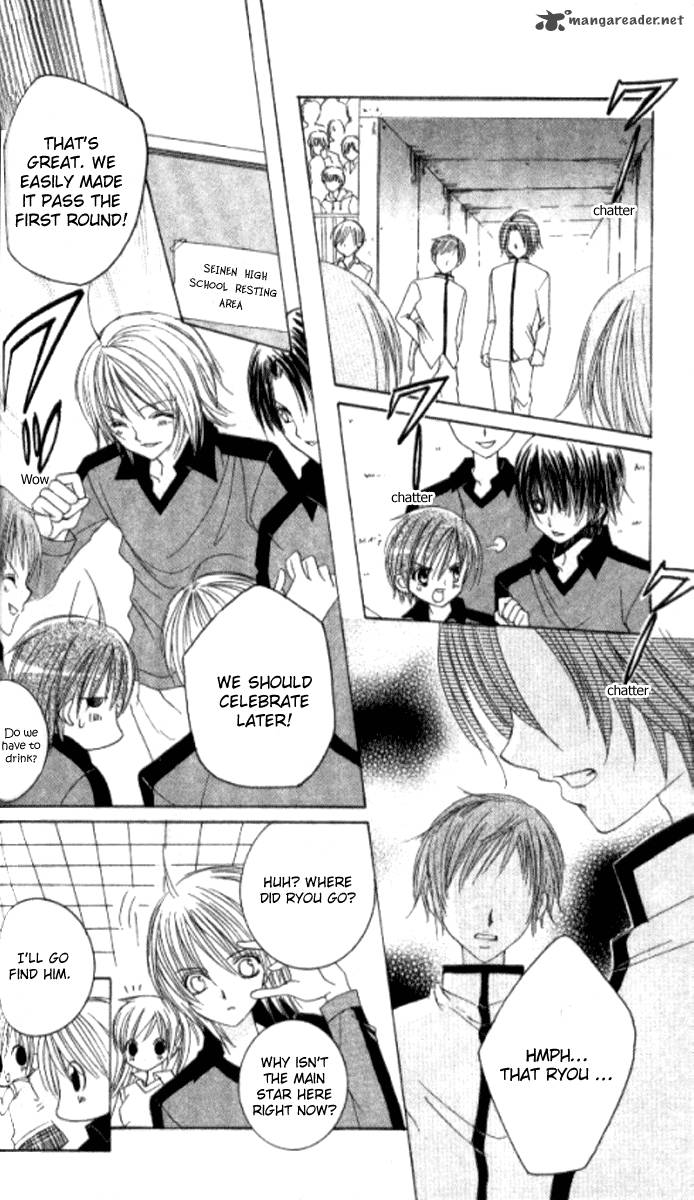 mangareader.net
chatter
chatter
chatter
HMPH...
THAT RYOU ...
THAT'S
GREAT. WE
EASILY MADE
IT PASS THE
FIRST ROUND!
SEINEN HIGH
SCHOOL RESTING
AREA
Wow
WE SHOULD
CELEBRATE
LATER!
Do we
have to
drink?
HUH? WHERE
DID RYOU GO?
WHY ISN'T
THE MAIN
STAR HERE
RIGHT NOW?
I'LL GO
FIND HIM.